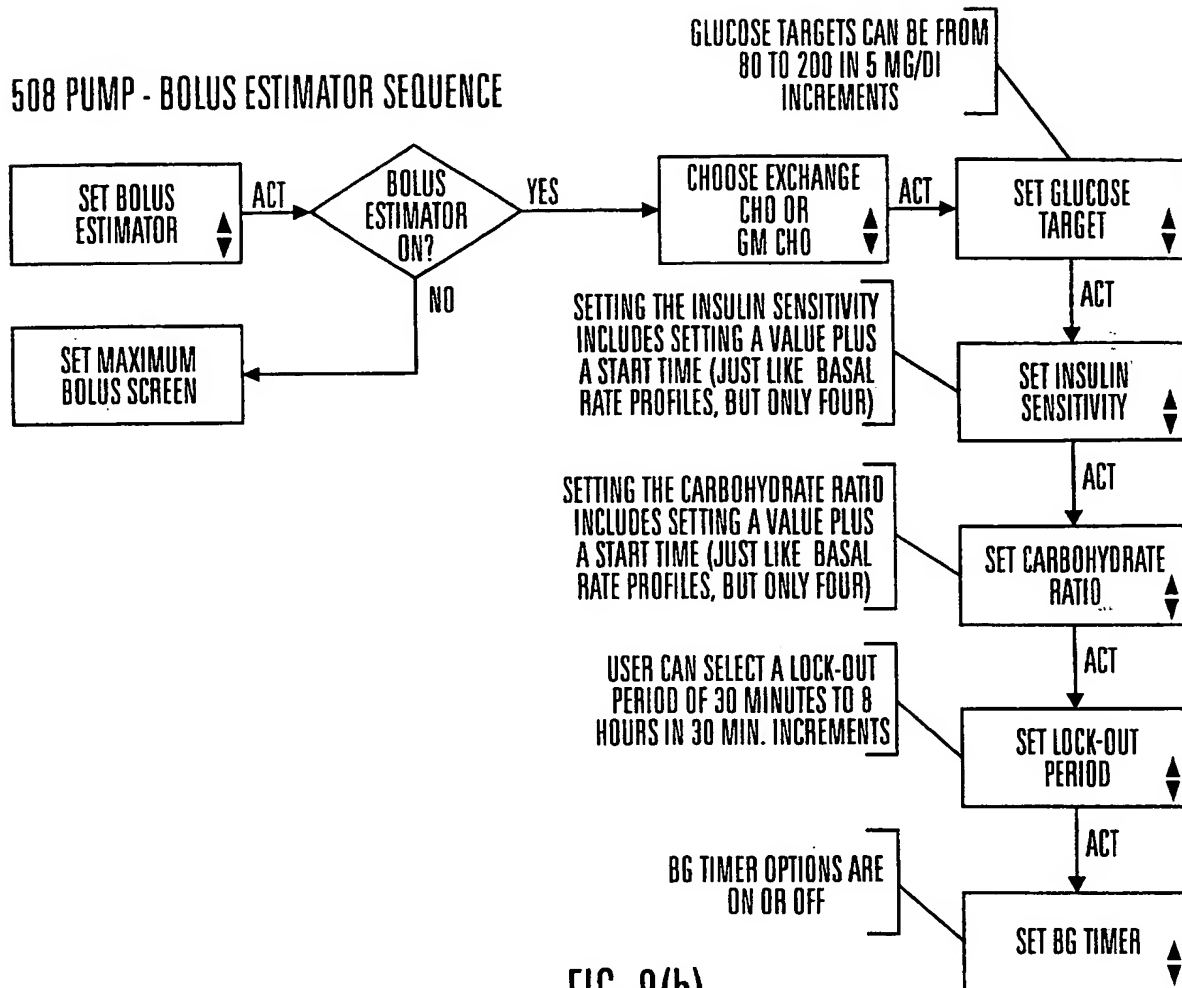 GLUCOSE TARGETS CAN BE FROM
80 TO 200 IN 5 MG/DI
INCREMENTS
508 PUMP - BOLUS ESTIMATOR SEQUENCE
SET BOLUS
ESTIMATOR
ACT
BOLUS
ESTIMATOR
ON?
YES
CHOOSE EXCHANGE
CHO OR
GM CHO
ACT
SET GLUCOSE
TARGET
NO
ACT
SET MAXIMUM
BOLUS SCREEN
SETTING THE INSULIN SENSITIVITY
INCLUDES SETTING A VALUE PLUS
A START TIME (JUST LIKE BASAL
RATE PROFILES, BUT ONLY FOUR)
SET INSULIN
SENSITIVITY
ACT
SETTING THE CARBOHYDRATE RATIO
INCLUDES SETTING A VALUE PLUS
A START TIME (JUST LIKE BASAL
RATE PROFILES, BUT ONLY FOUR)
SET CARBOHYDRATE
RATIO
ACT
USER CAN SELECT A LOCK-OUT
PERIOD OF 30 MINUTES TO 8
HOURS IN 30 MIN. INCREMENTS
SET LOCK-OUT
PERIOD
ACT
BG TIMER OPTIONS ARE
ON OR OFF
SET BG TIMER
FIG. 9(b)